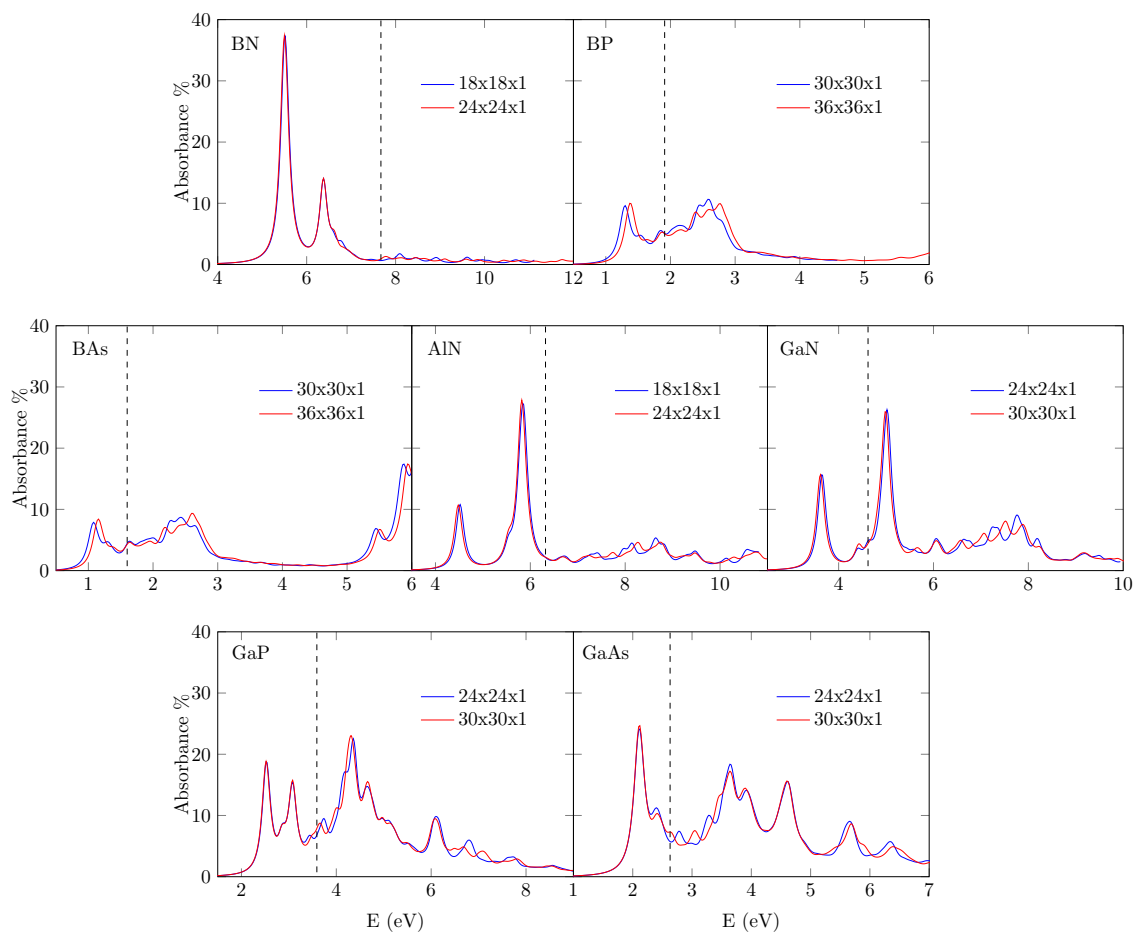 40
30
20
10
0
Absorbance %
BN
18x18x1
24x24x1
4 6 8 10 12
BP
30x30x1
36x36x1
1 2 3 4 5 6
40
30
20
10
0
Absorbance %
BAs
30x30x1
36x36x1
1 2 3 4 5 6
AlN
18x18x1
24x24x1
4 6 8 10
GaN
24x24x1
30x30x1
4 6 8 10
40
30
20
10
0
Absorbance %
GaP
24x24x1
30x30x1
2 4 6 8
E (eV)
GaAs
24x24x1
30x30x1
1 2 3 4 5 6 7
E (eV)